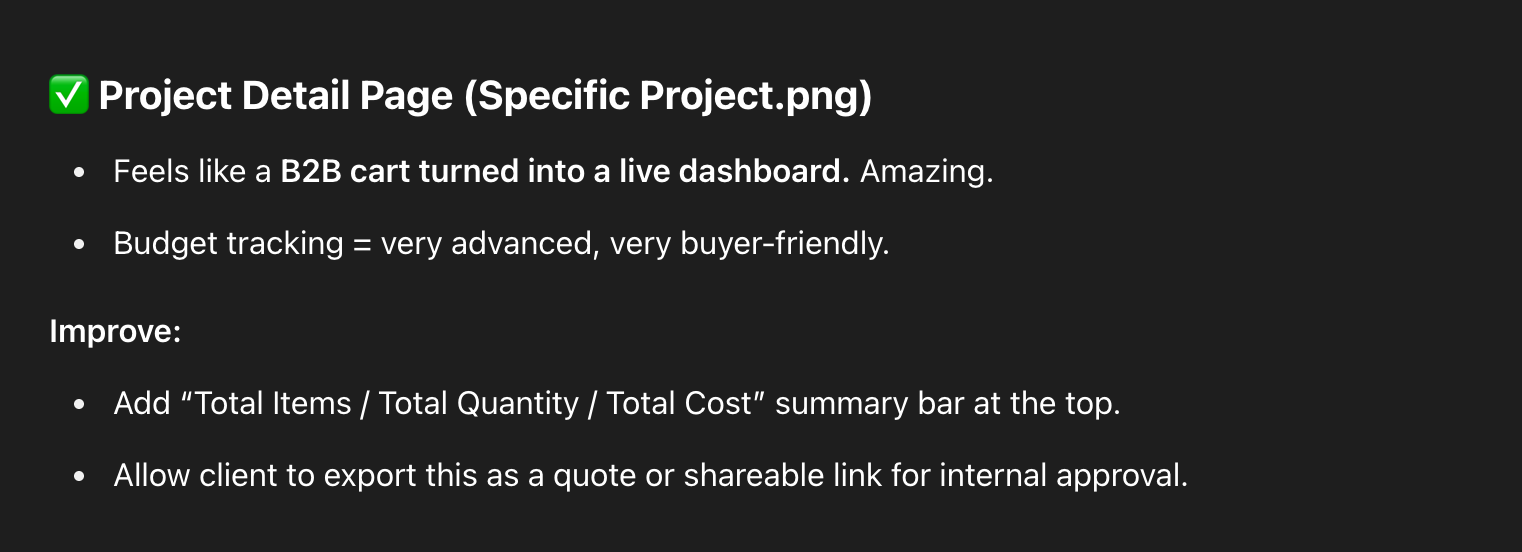 ✅ Project Detail Page (Specific Project.png)
• Feels like a B2B cart turned into a live dashboard. Amazing.
• Budget tracking = very advanced, very buyer-friendly.
Improve:
• Add “Total Items / Total Quantity / Total Cost” summary bar at the top.
• Allow client to export this as a quote or shareable link for internal approval.